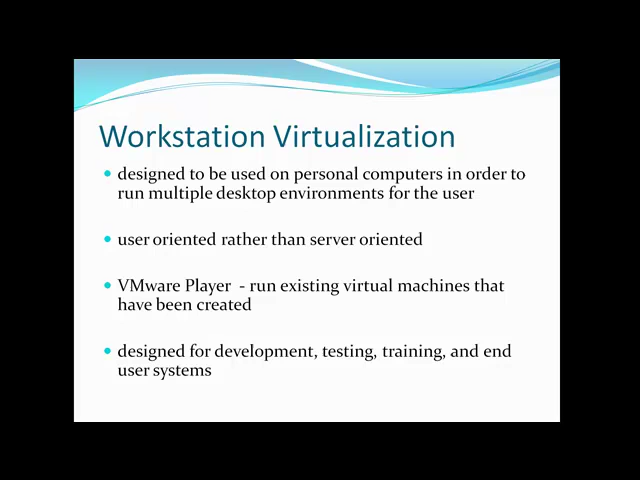 Workstation Virtualization
designed to be used on personal computers in order to
run multiple desktop environments for the user
user oriented rather than server oriented
VMware Player  - run existing virtual machines that
have been created
designed for development, testing, training, and end
user systems